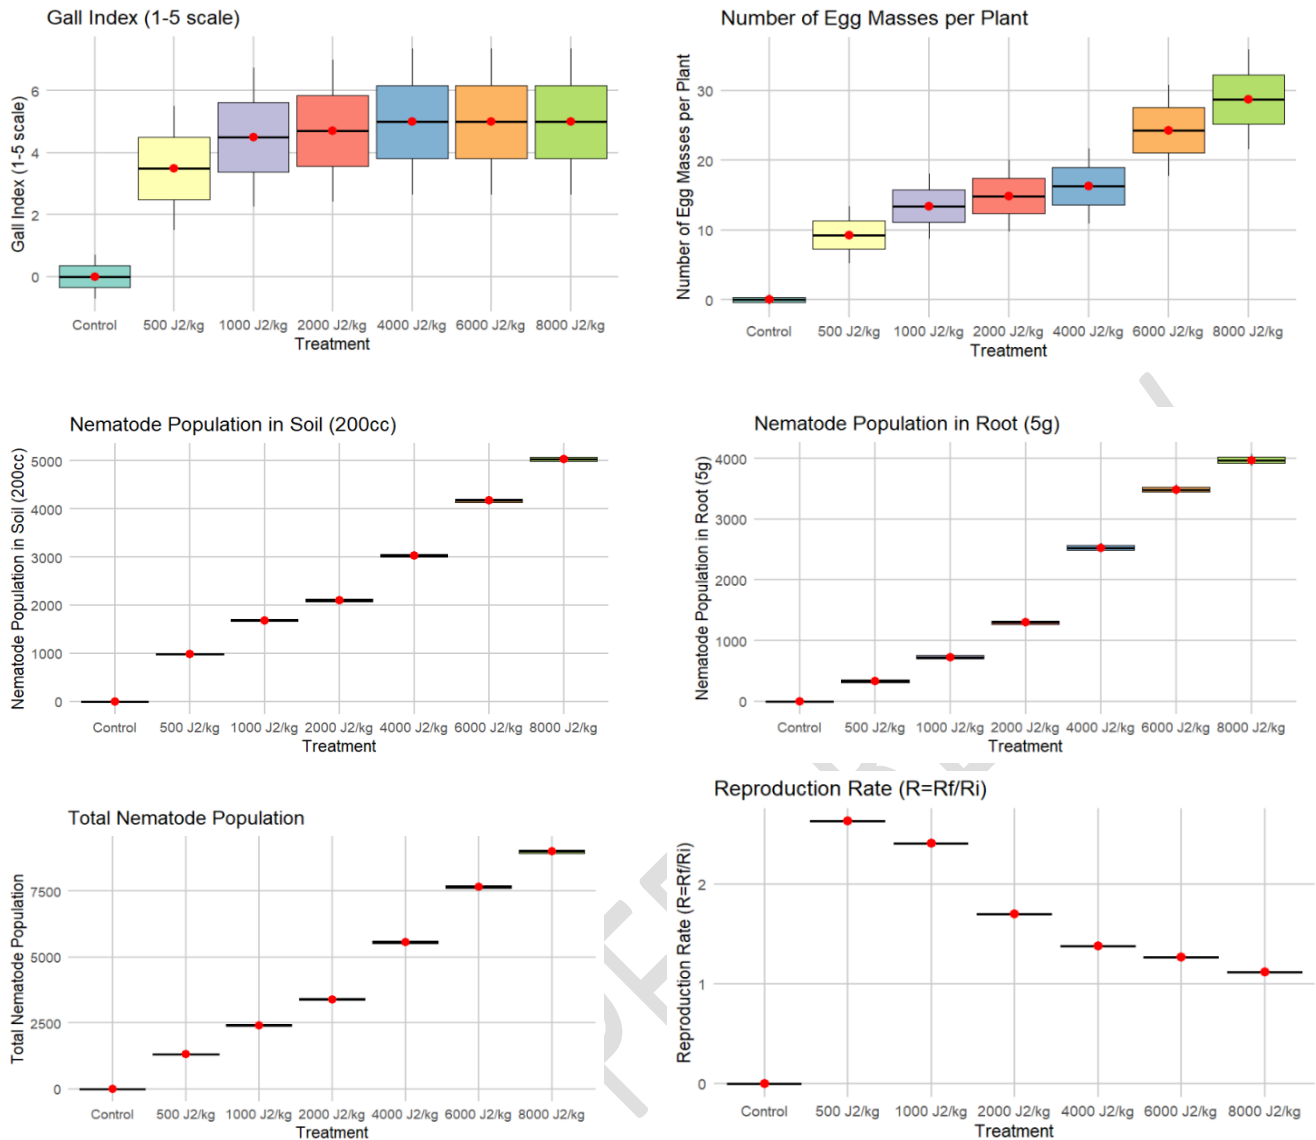 Gall Index (1-5 scale)
Gall Index (1-5 scale)
6
4
2
0
Control 500 J2/kg 1000 J2/kg 2000 J2/kg 4000 J2/kg 6000 J2/kg 8000 J2/kg
Treatment
Number of Egg Masses per Plant
Number of Egg Masses per Plant
30
20
10
0
Control 500 J2/kg 1000 J2/kg 2000 J2/kg 4000 J2/kg 6000 J2/kg 8000 J2/kg
Treatment
Nematode Population in Soil (200cc)
Nematode Population in Soil (200cc)
5000
4000
3000
2000
1000
0
Control 500 J2/kg 1000 J2/kg 2000 J2/kg 4000 J2/kg 6000 J2/kg 8000 J2/kg
Treatment
Nematode Population in Root (5g)
Nematode Population in Root (5g)
4000
3000
2000
1000
0
Control 500 J2/kg 1000 J2/kg 2000 J2/kg 4000 J2/kg 6000 J2/kg 8000 J2/kg
Treatment
Total Nematode Population
Total Nematode Population
7500
5000
2500
0
Control 500 J2/kg 1000 J2/kg 2000 J2/kg 4000 J2/kg 6000 J2/kg 8000 J2/kg
Treatment
Reproduction Rate (R=Rf/Ri)
Reproduction Rate (R=Rf/Ri)
2
1
0
Control 500 J2/kg 1000 J2/kg 2000 J2/kg 4000 J2/kg 6000 J2/kg 8000 J2/kg
Treatment